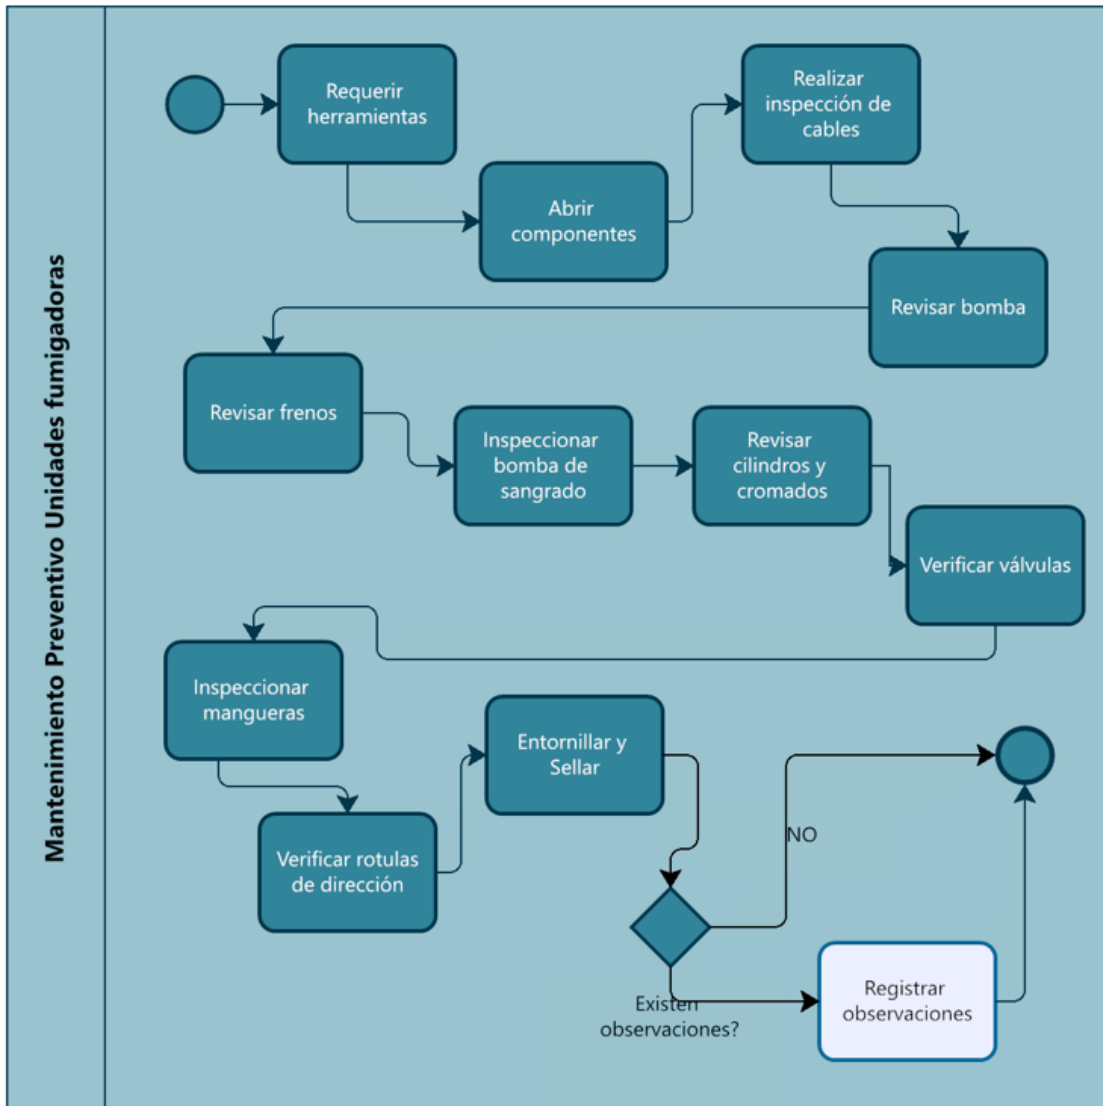 Mantenimiento Preventivo Unidades fumigadoras
Requerir
herramientas
Abrir
componentes
Realizar
inspección de
cables
Revisar bomba
Revisar frenos
Inspeccionar
bomba de
sangrado
Revisar
cilindros y
cromados
Verificar válvulas
Inspeccionar
mangueras
Verificar rotulas
de dirección
Entornillar y
Sellar
NO
Existen
observaciones?
Registrar
observaciones